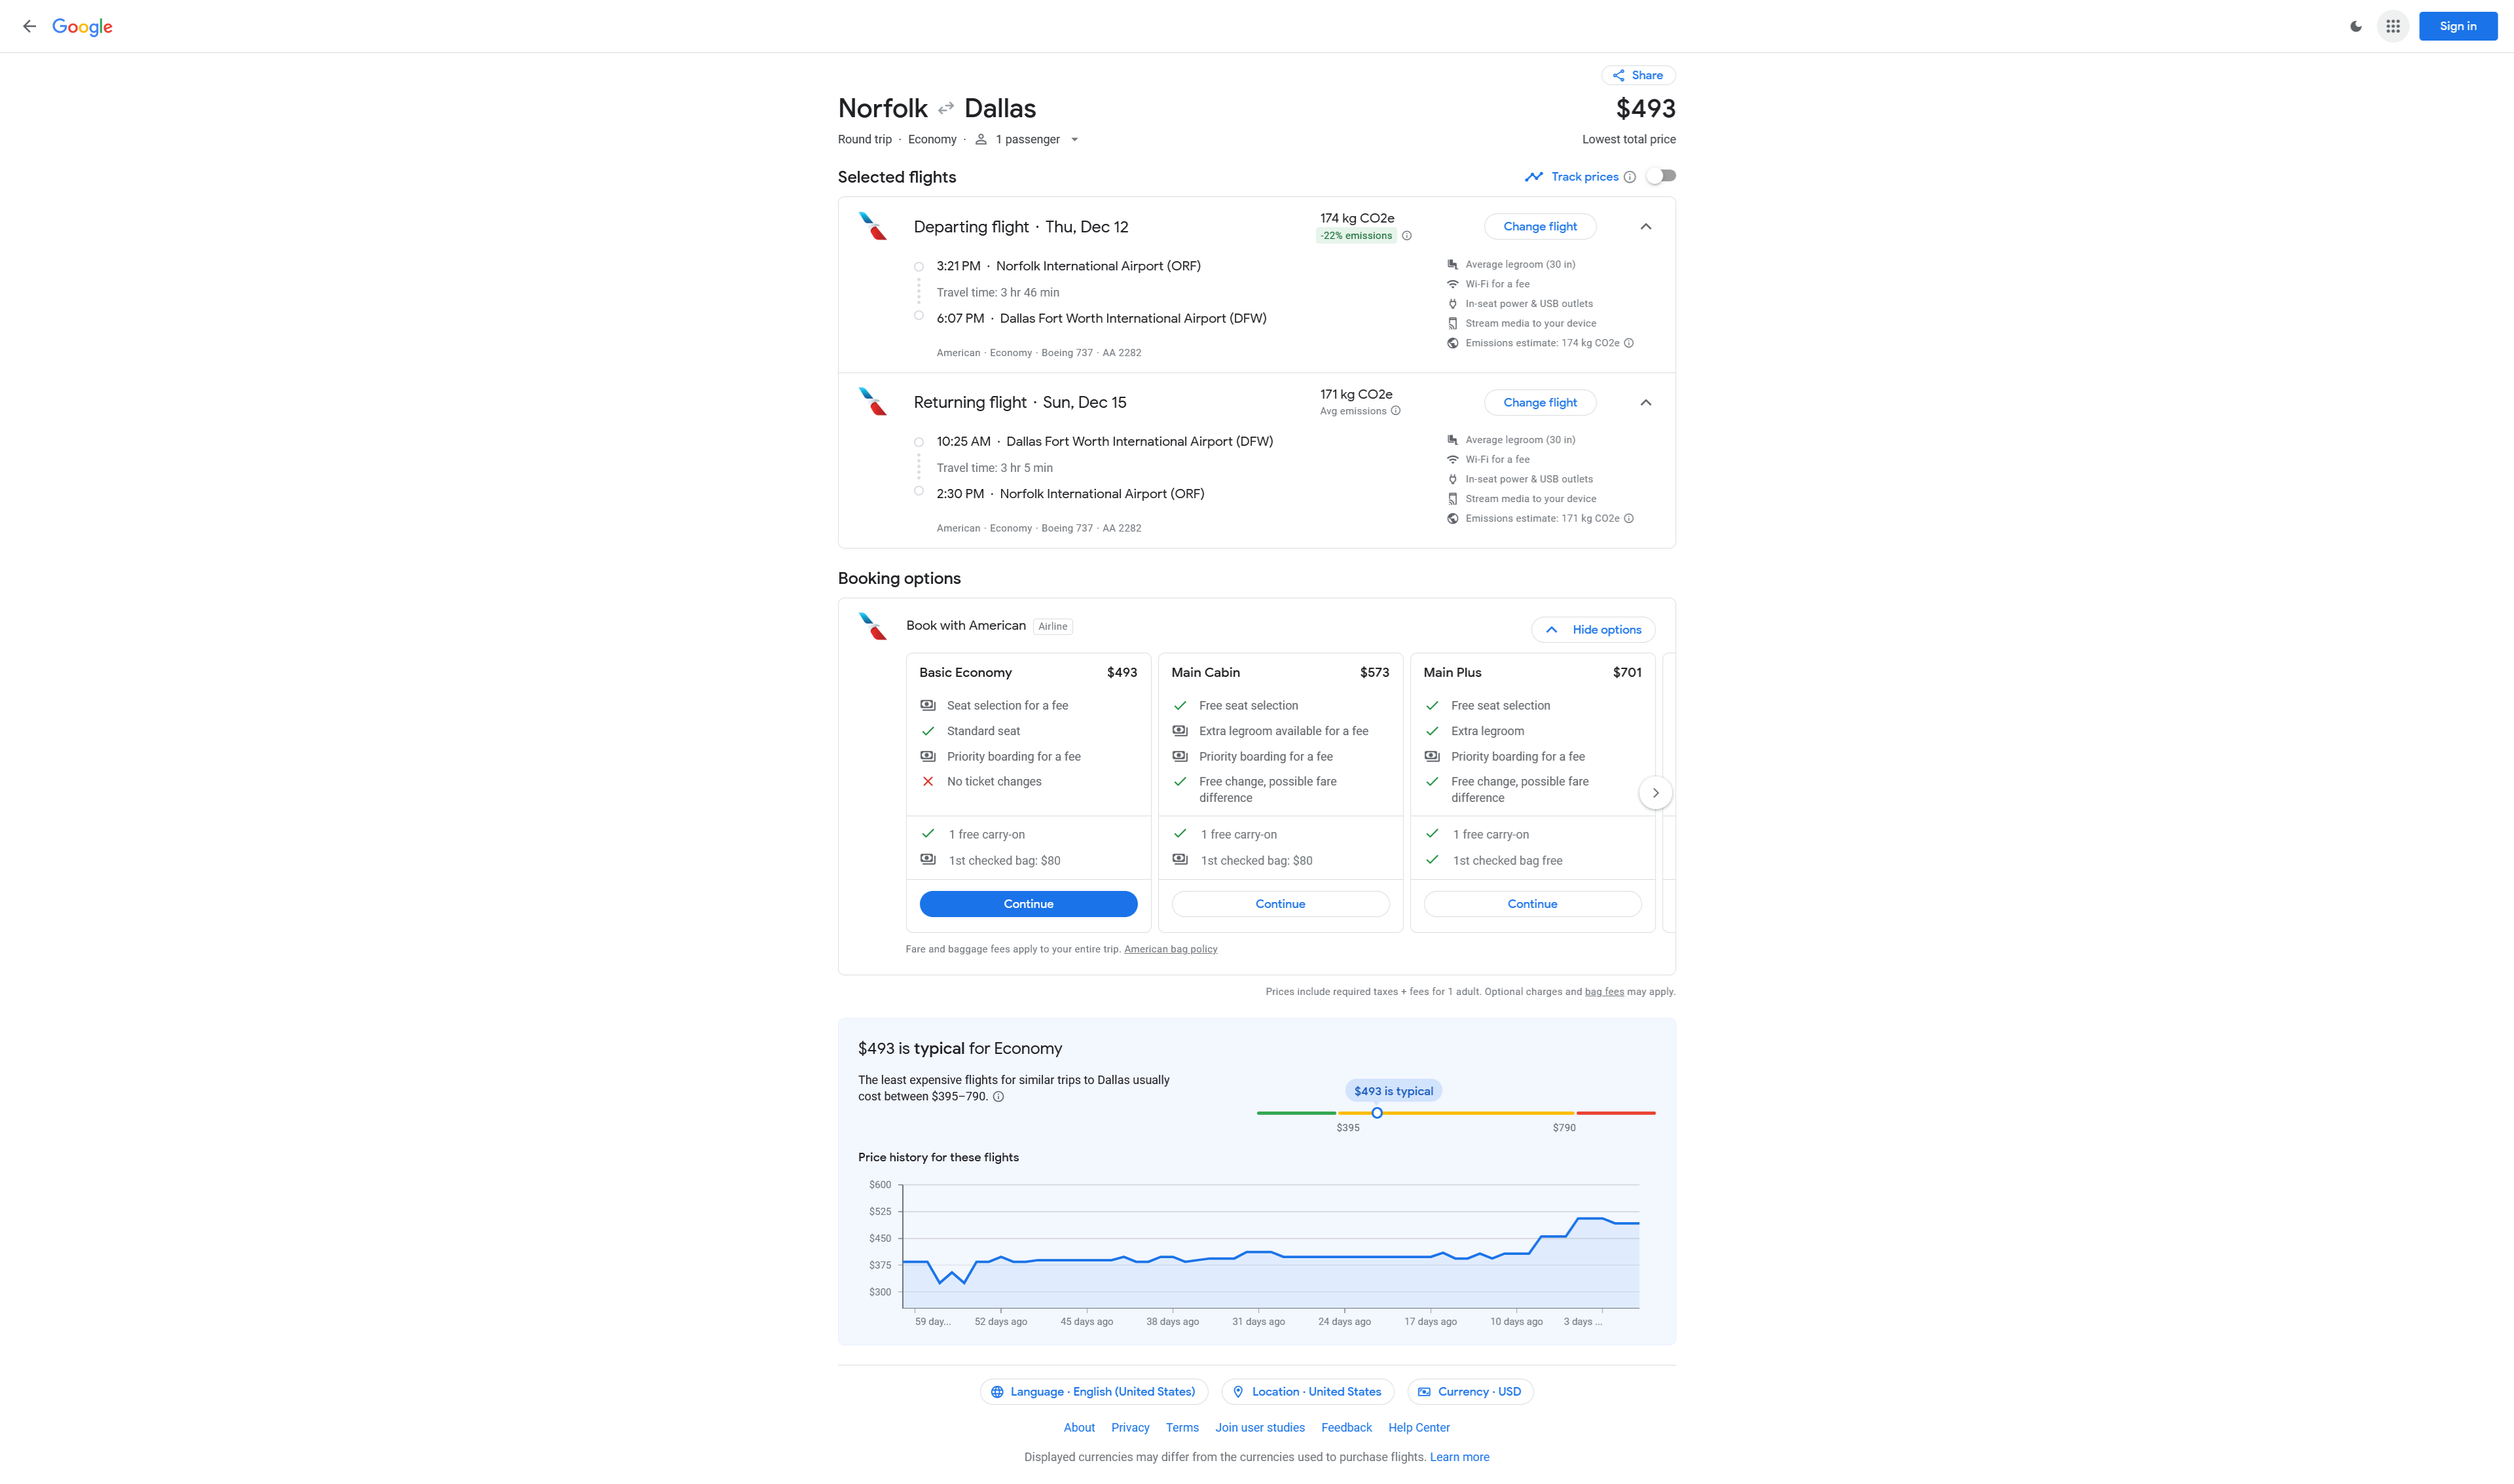 Google
Sign in
Share
Norfolk Dallas
$493
Round trip · Economy · 1 passenger
Lowest total price
Selected flights
Track prices
Departing flight · Thu, Dec 12
174 kg CO2e
-22% emissions
Change flight
3:21 PM · Norfolk International Airport (ORF)
Travel time: 3 hr 46 min
6:07 PM · Dallas Fort Worth International Airport (DFW)
American · Economy · Boeing 737 · AA 2282
Average legroom (30 in)
Wi-Fi for a fee
In-seat power & USB outlets
Stream media to your device
Emissions estimate: 174 kg CO2e
Returning flight · Sun, Dec 15
171 kg CO2e
Avg emissions
Change flight
10:25 AM · Dallas Fort Worth International Airport (DFW)
Travel time: 3 hr 5 min
2:30 PM · Norfolk International Airport (ORF)
American · Economy · Boeing 737 · AA 2282
Average legroom (30 in)
Wi-Fi for a fee
In-seat power & USB outlets
Stream media to your device
Emissions estimate: 171 kg CO2e
Booking options
Book with American Airline
Hide options
Basic Economy $493
Seat selection for a fee
Standard seat
Priority boarding for a fee
No ticket changes
1 free carry-on
1st checked bag: $80
Continue
Main Cabin $573
Free seat selection
Extra legroom available for a fee
Priority boarding for a fee
Free change, possible fare
difference
1 free carry-on
1st checked bag: $80
Continue
Main Plus $701
Free seat selection
Extra legroom
Priority boarding for a fee
Free change, possible fare
difference
1 free carry-on
1st checked bag free
Continue
Fare and baggage fees apply to your entire trip. American bag policy
Prices include required taxes + fees for 1 adult. Optional charges and bag fees may apply.
$493 is typical for Economy
The least expensive flights for similar trips to Dallas usually
cost between $395–790.
$493 is typical
$395 $790
Price history for these flights
$600
$525
$450
$375
$300
59 day... 52 days ago 45 days ago 38 days ago 31 days ago 24 days ago 17 days ago 10 days ago 3 days ...
Language · English (United States) Location · United States Currency · USD
About Privacy Terms Join user studies Feedback Help Center
Displayed currencies may differ from the currencies used to purchase flights. Learn more